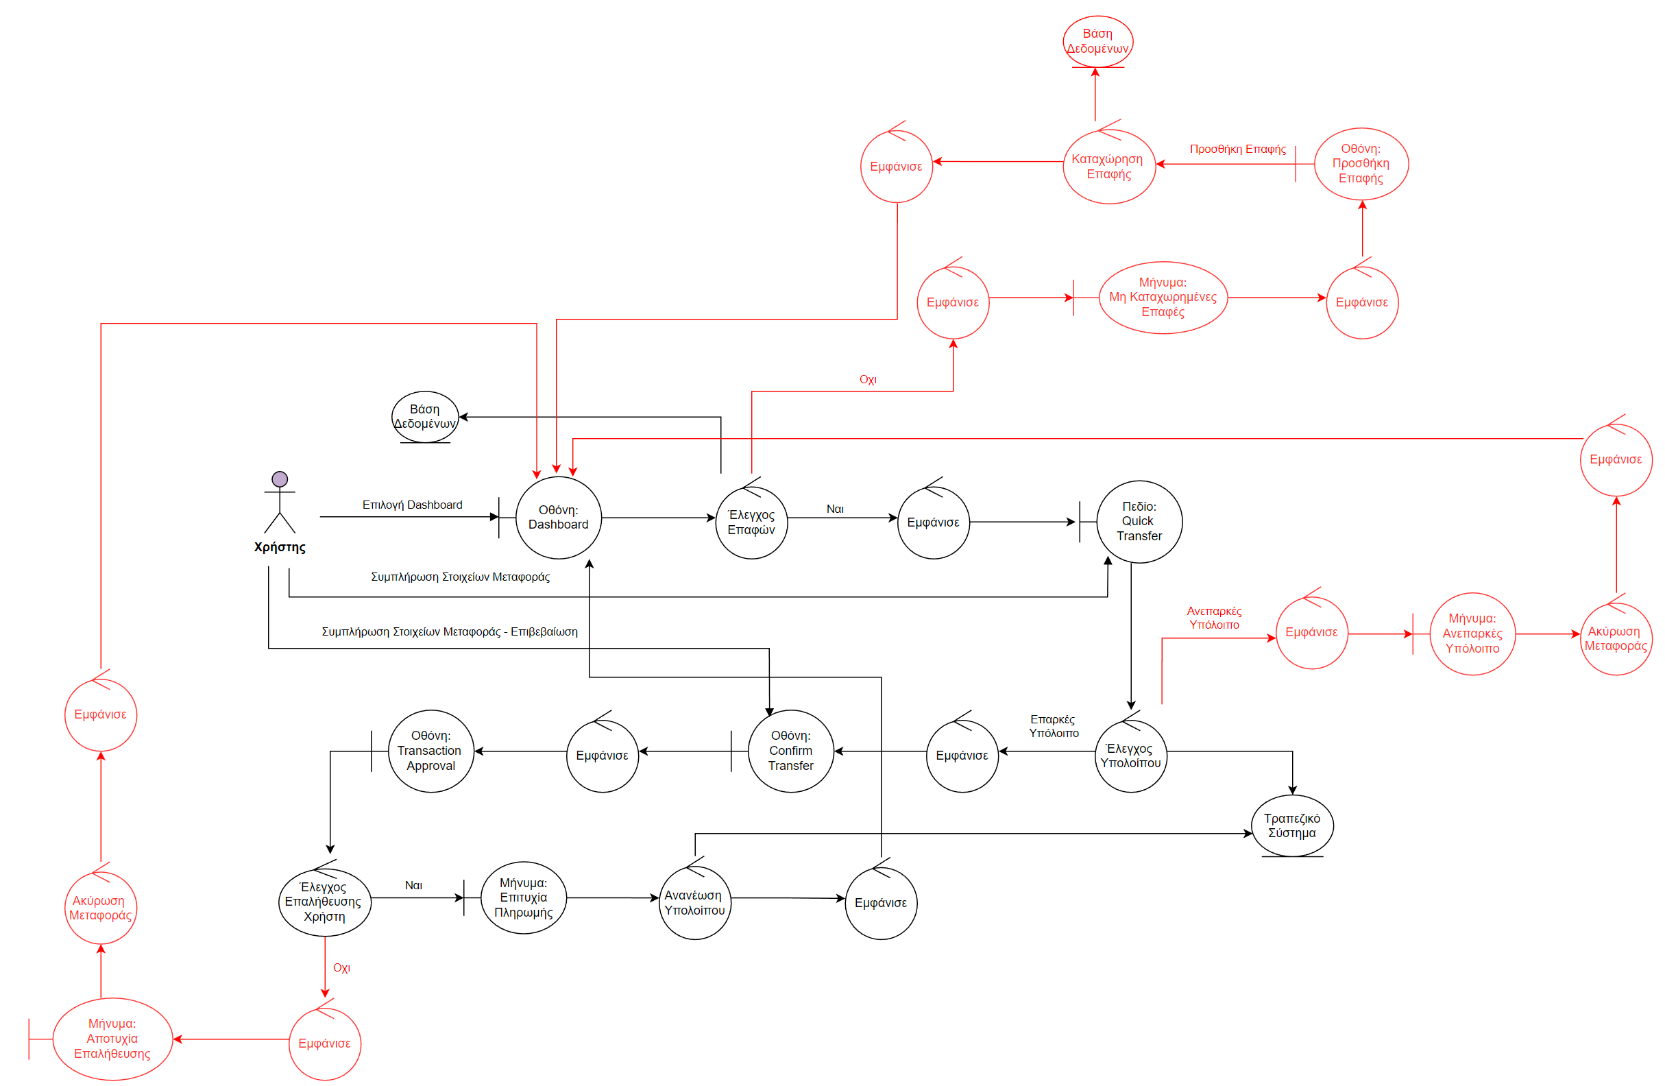 Βάση
Δεδομένων
Εμφάνισε
Καταχώρηση
Επαφής
Προσθήκη Επαφής
Οθόνη:
Προσθήκη
Επαφής
Εμφάνισε
Μήνυμα:
Μη Καταχωρημένες
Επαφές
Εμφάνισε
Οχι
Βάση
Δεδομένων
Εμφάνισε
Χρήστης
Επιλογή Dashboard
Οθόνη:
Dashboard
Έλεγχος
Επαφών
Ναι
Εμφάνισε
Πεδίο:
Quick
Transfer
Συμπλήρωση Στοιχείων Μεταφοράς
Συμπλήρωση Στοιχείων Μεταφοράς - Επιβεβαίωση
Ανεπαρκές
Υπόλοιπο
Εμφάνισε
Μήνυμα:
Ανεπαρκές
Υπόλοιπο
Ακύρωση
Μεταφοράς
Εμφάνισε
Οθόνη:
Transaction
Approval
Εμφάνισε
Οθόνη:
Confirm
Transfer
Εμφάνισε
Επαρκές
Υπόλοιπο
Έλεγχος
Υπολοίπου
Τραπεζικό
Σύστημα
Ακύρωση
Μεταφοράς
Έλεγχος
Επαλήθευσης
Χρήστη
Ναι
Μήνυμα:
Επιτυχία
Πληρωμής
Ανανέωση
Υπολοίπου
Εμφάνισε
Οχι
Μήνυμα:
Αποτυχία
Επαλήθευσης
Εμφάνισε